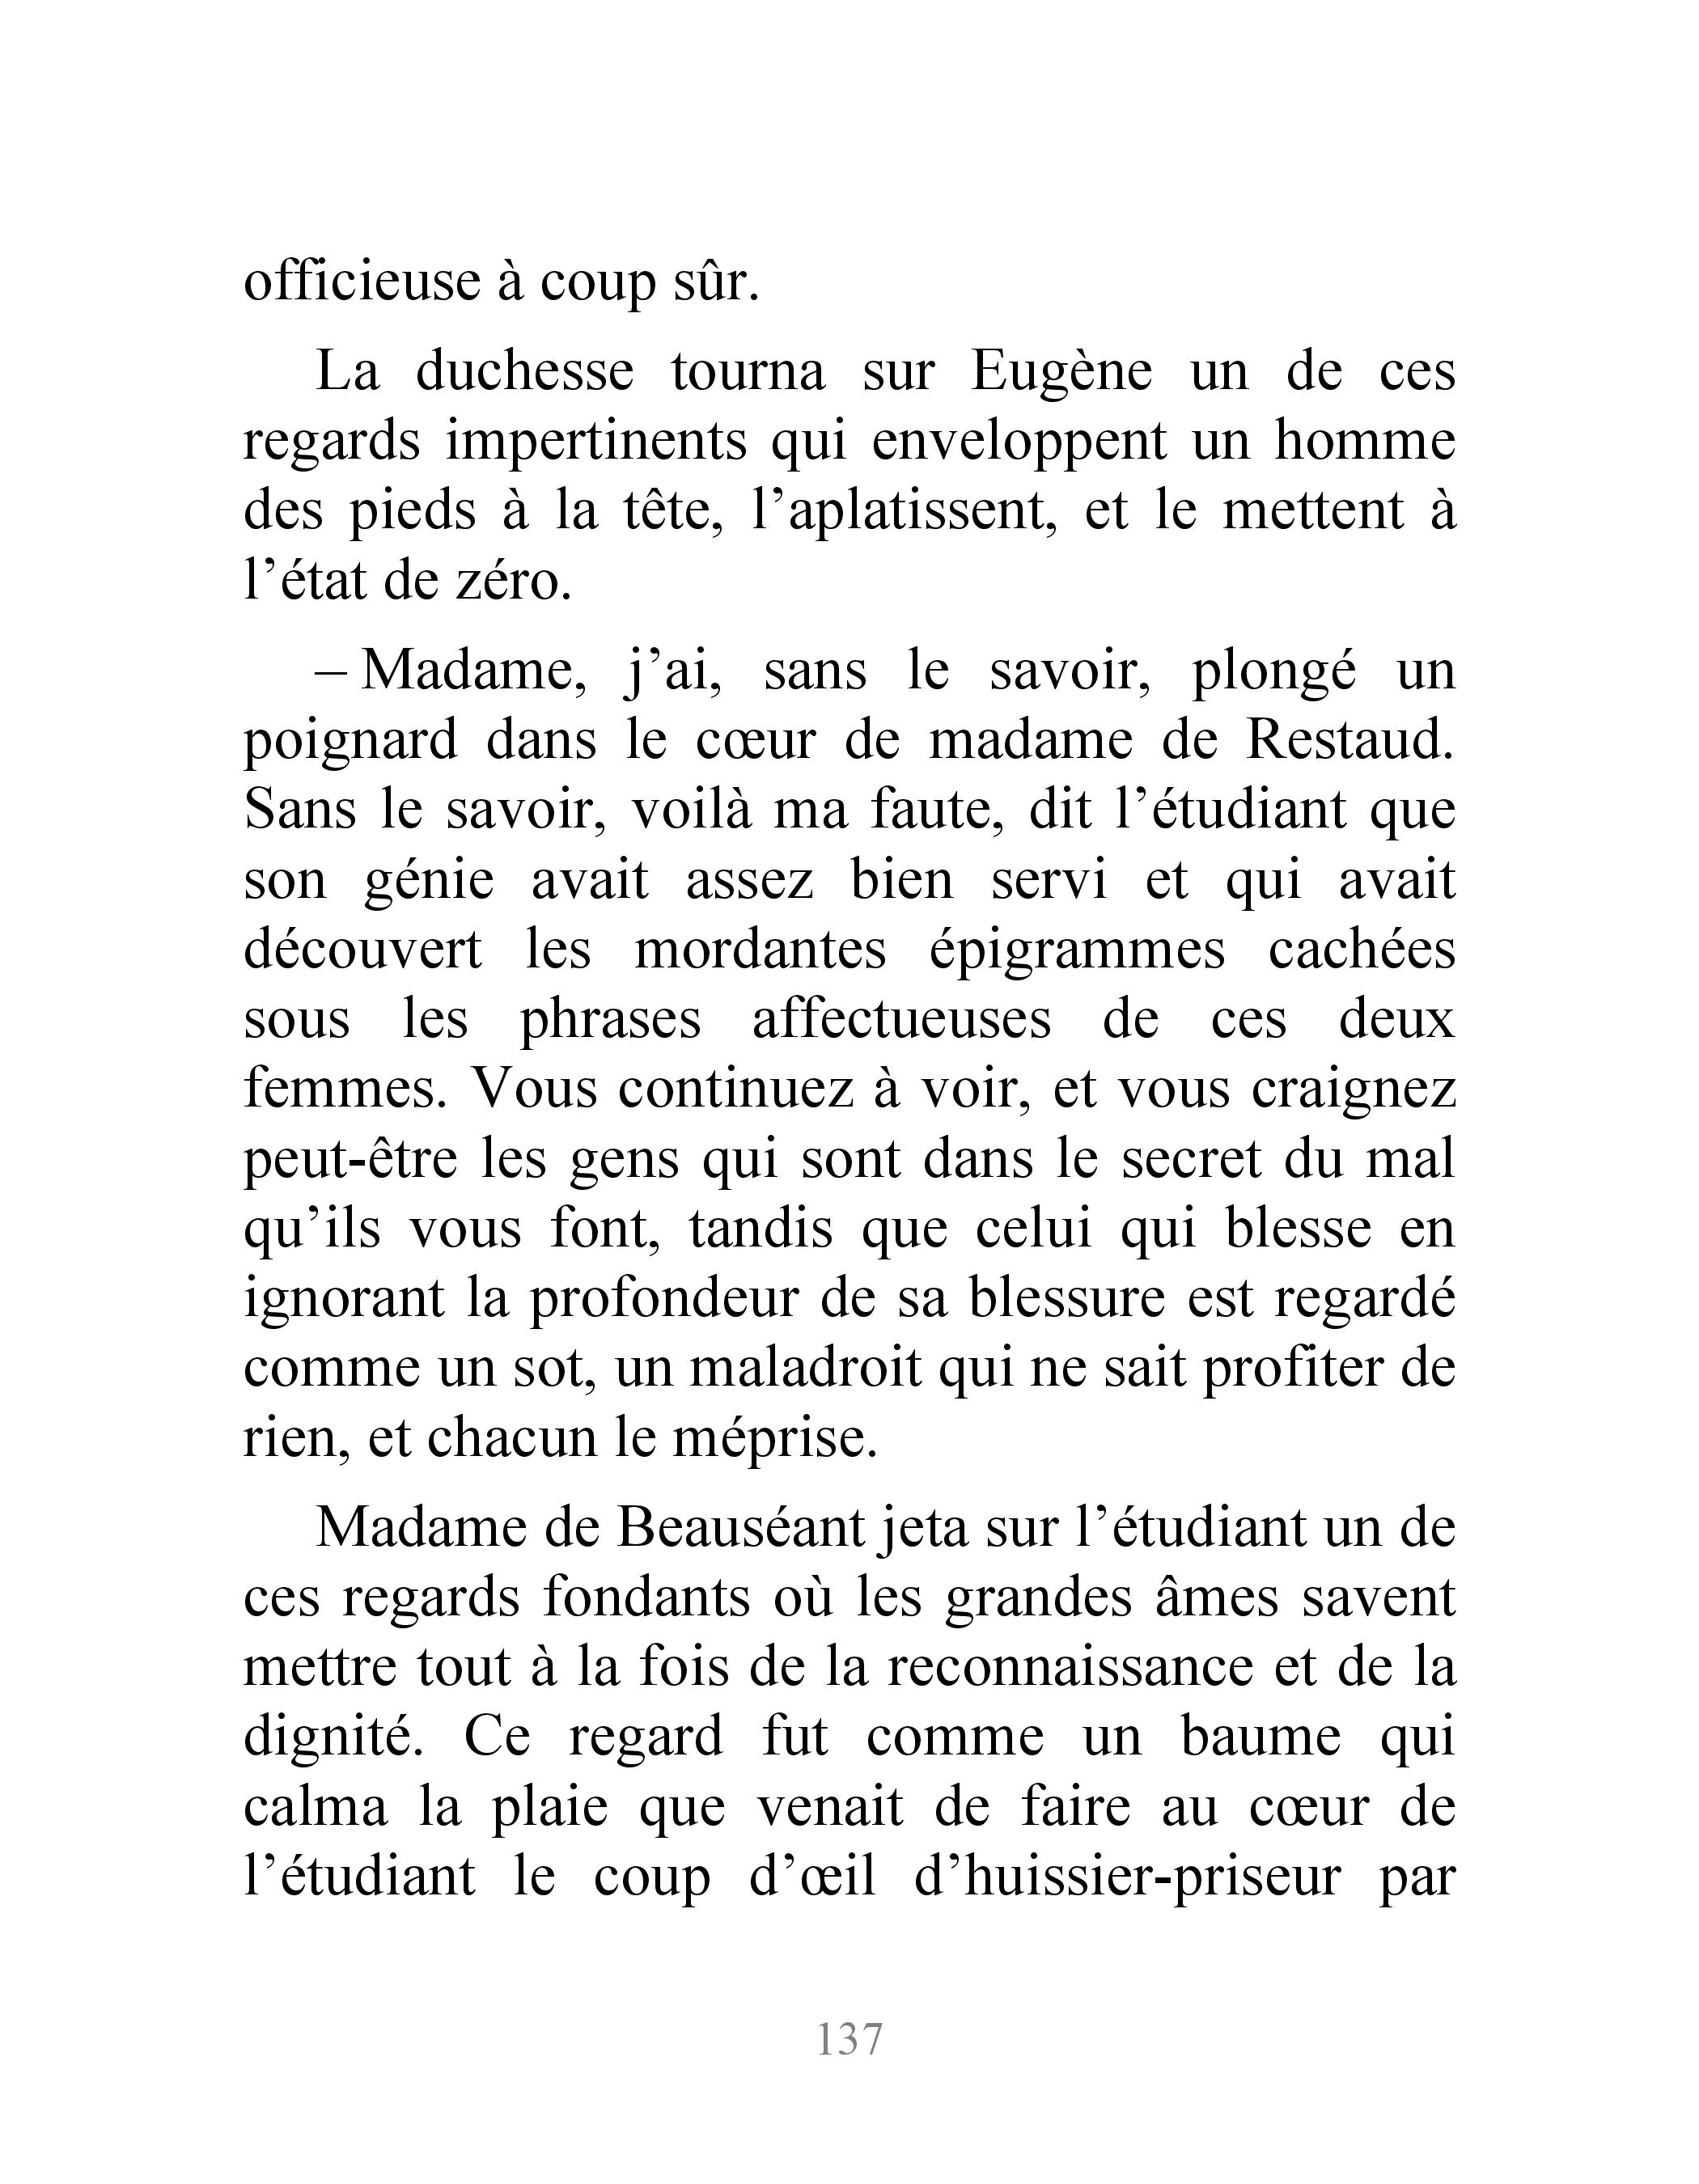 officieuse à coup sûr.
La duchesse tourna sur Eugène un de ces
regards impertinents qui enveloppent un homme
des pieds à la tête, l’aplatissent, et le mettent à
l’état de zéro.
– Madame, j’ai, sans le savoir, plongé un
poignard dans le cœur de madame de Restaud.
Sans le savoir, voilà ma faute, dit l’étudiant que
son génie avait assez bien servi et qui avait
découvert les mordantes épigrammes cachées
sous les phrases affectueuses de ces deux
femmes. Vous continuez à voir, et vous craignez
peut-être les gens qui sont dans le secret du mal
qu’ils vous font, tandis que celui qui blesse en
ignorant la profondeur de sa blessure est regardé
comme un sot, un maladroit qui ne sait profiter de
rien, et chacun le méprise.
Madame de Beauséant jeta sur l’étudiant un de
ces regards fondants où les grandes âmes savent
mettre tout à la fois de la reconnaissance et de la
dignité. Ce regard fut comme un baume qui
calma la plaie que venait de faire au cœur de
l’étudiant le coup d’œil d’huissier-priseur par
137